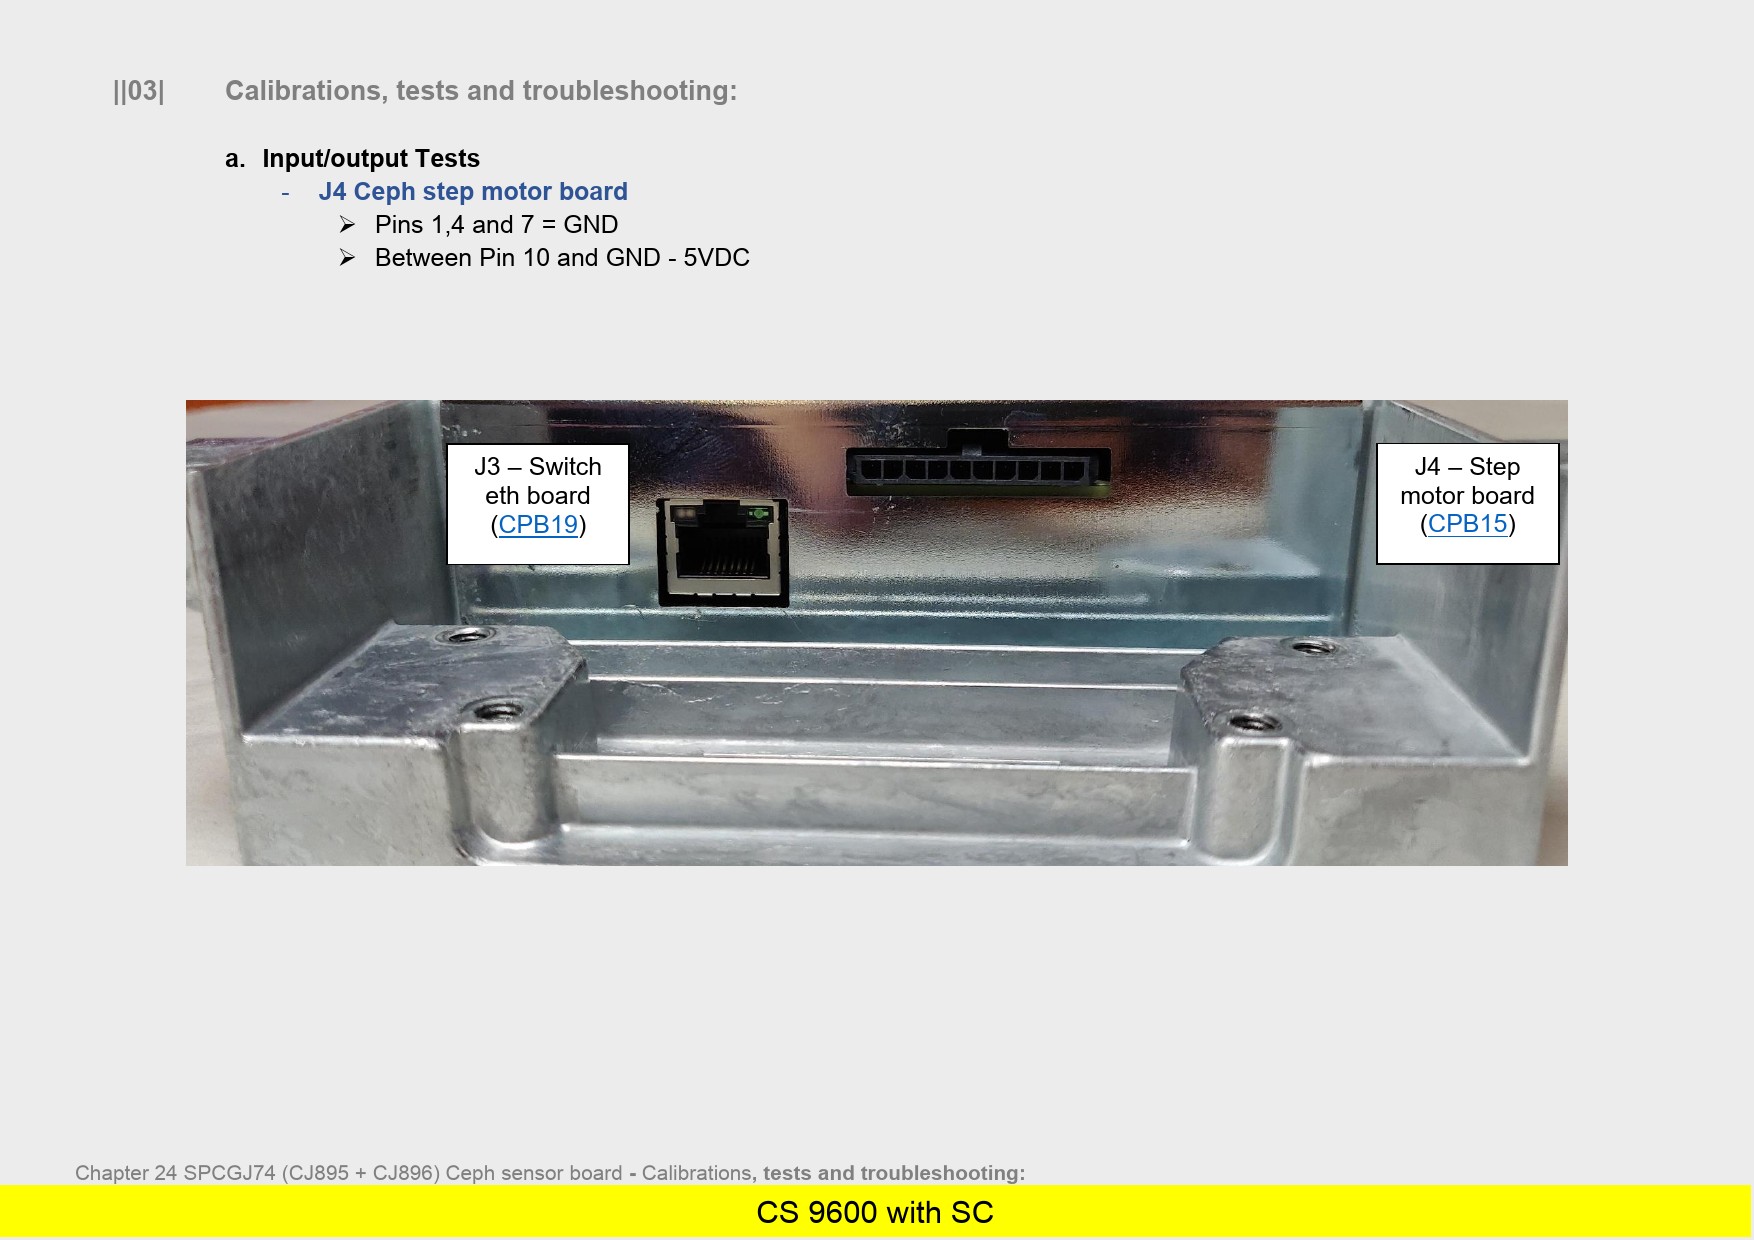 ||03| Calibrations, tests and troubleshooting:
a. Input/output Tests
- J4 Ceph step motor board
➢ Pins 1,4 and 7 = GND
➢ Between Pin 10 and GND - 5VDC
J3 – Switch
eth board
(CPB19)
J4 – Step
motor board
(CPB15)
Chapter 24 SPCGJ74 (CJ895 + CJ896) Ceph sensor board - Calibrations, tests and troubleshooting:
CS 9600 with SC